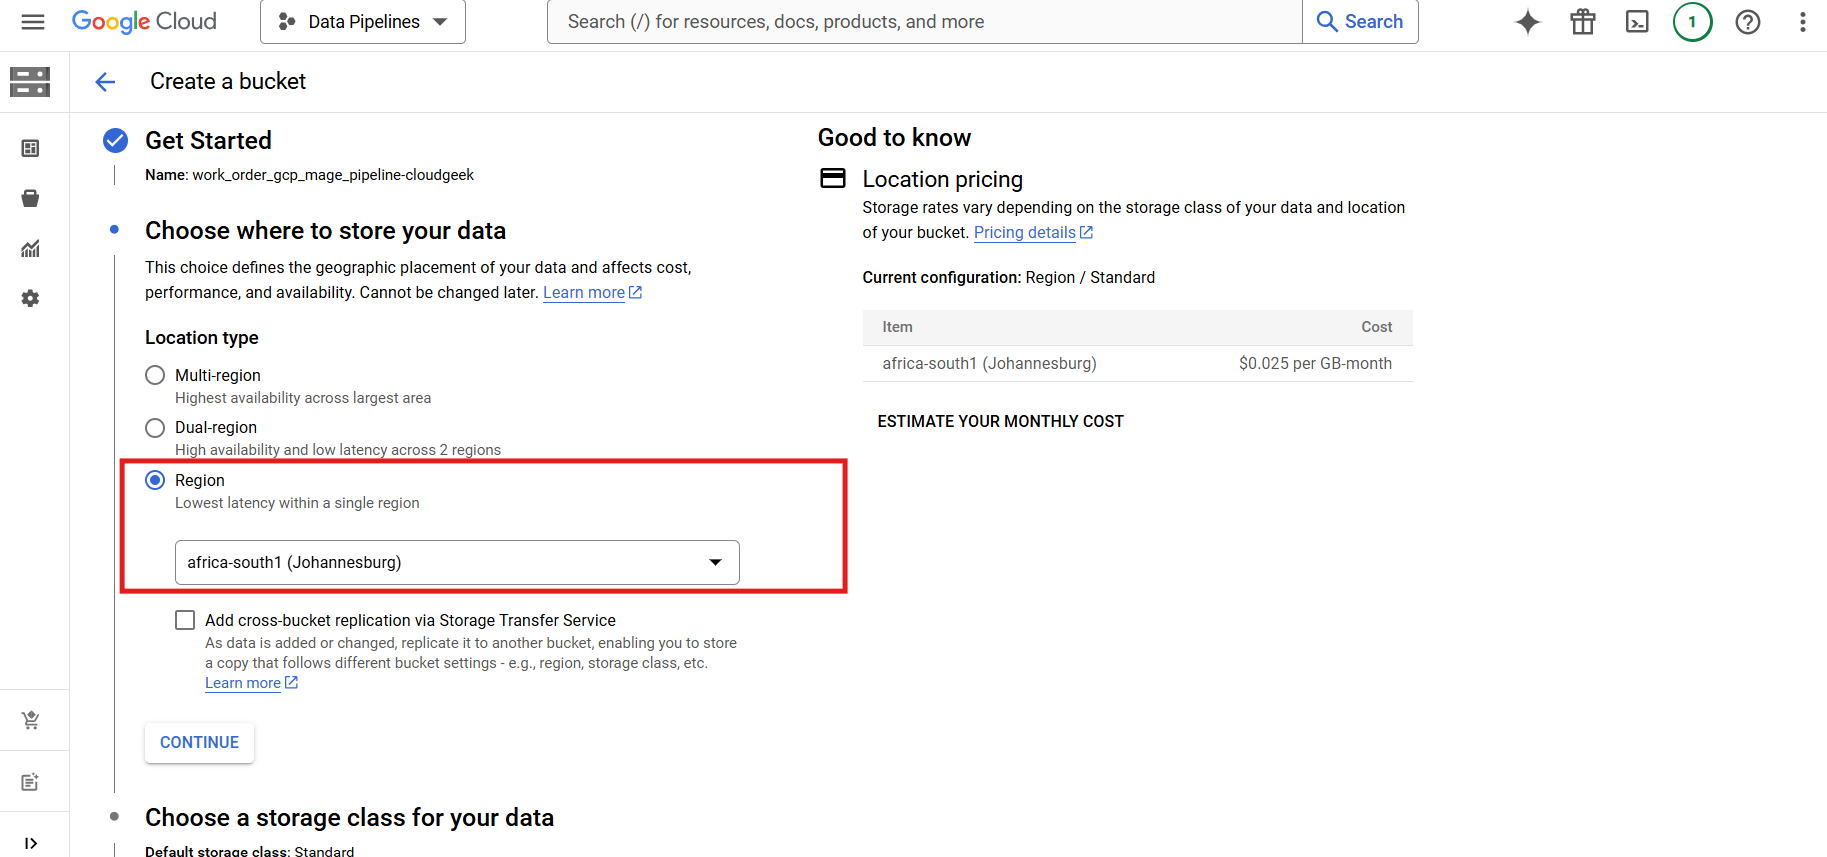 Google Cloud
Data Pipelines
Search (/) for resources, docs, products, and more
Search
1
Create a bucket
Get Started
Name: work_order_gcp_mage_pipeline-cloudgeek
Choose where to store your data
This choice defines the geographic placement of your data and affects cost,
performance, and availability. Cannot be changed later. Learn more
Location type
Multi-region
Highest availability across largest area
Dual-region
High availability and low latency across 2 regions
Region
Lowest latency within a single region
africa-south1 (Johannesburg)
Add cross-bucket replication via Storage Transfer Service
As data is added or changed, replicate it to another bucket, enabling you to store
a copy that follows different bucket settings - e.g., region, storage class, etc.
Learn more
CONTINUE
Choose a storage class for your data
Default storage class: Standard
Good to know
Location pricing
Storage rates vary depending on the storage class of your data and location
of your bucket. Pricing details
Current configuration: Region / Standard
Item Cost
africa-south1 (Johannesburg) $0.025 per GB-month
ESTIMATE YOUR MONTHLY COST